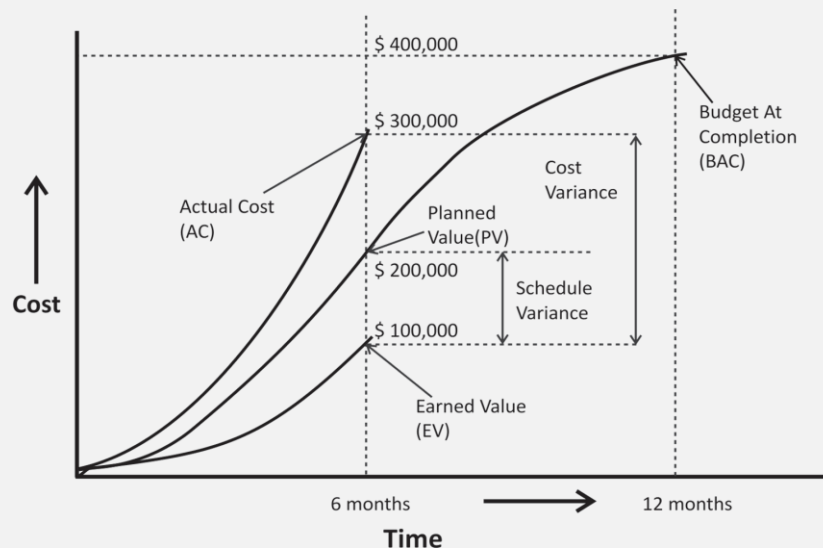 $ 400,000
Budget At
Completion
(BAC)
$ 300,000
Cost
Variance
Actual Cost
(AC)
Planned
Value(PV)
$ 200,000
Schedule
Variance
Cost
$ 100,000
Earned Value
(EV)
6 months
12 months
Time